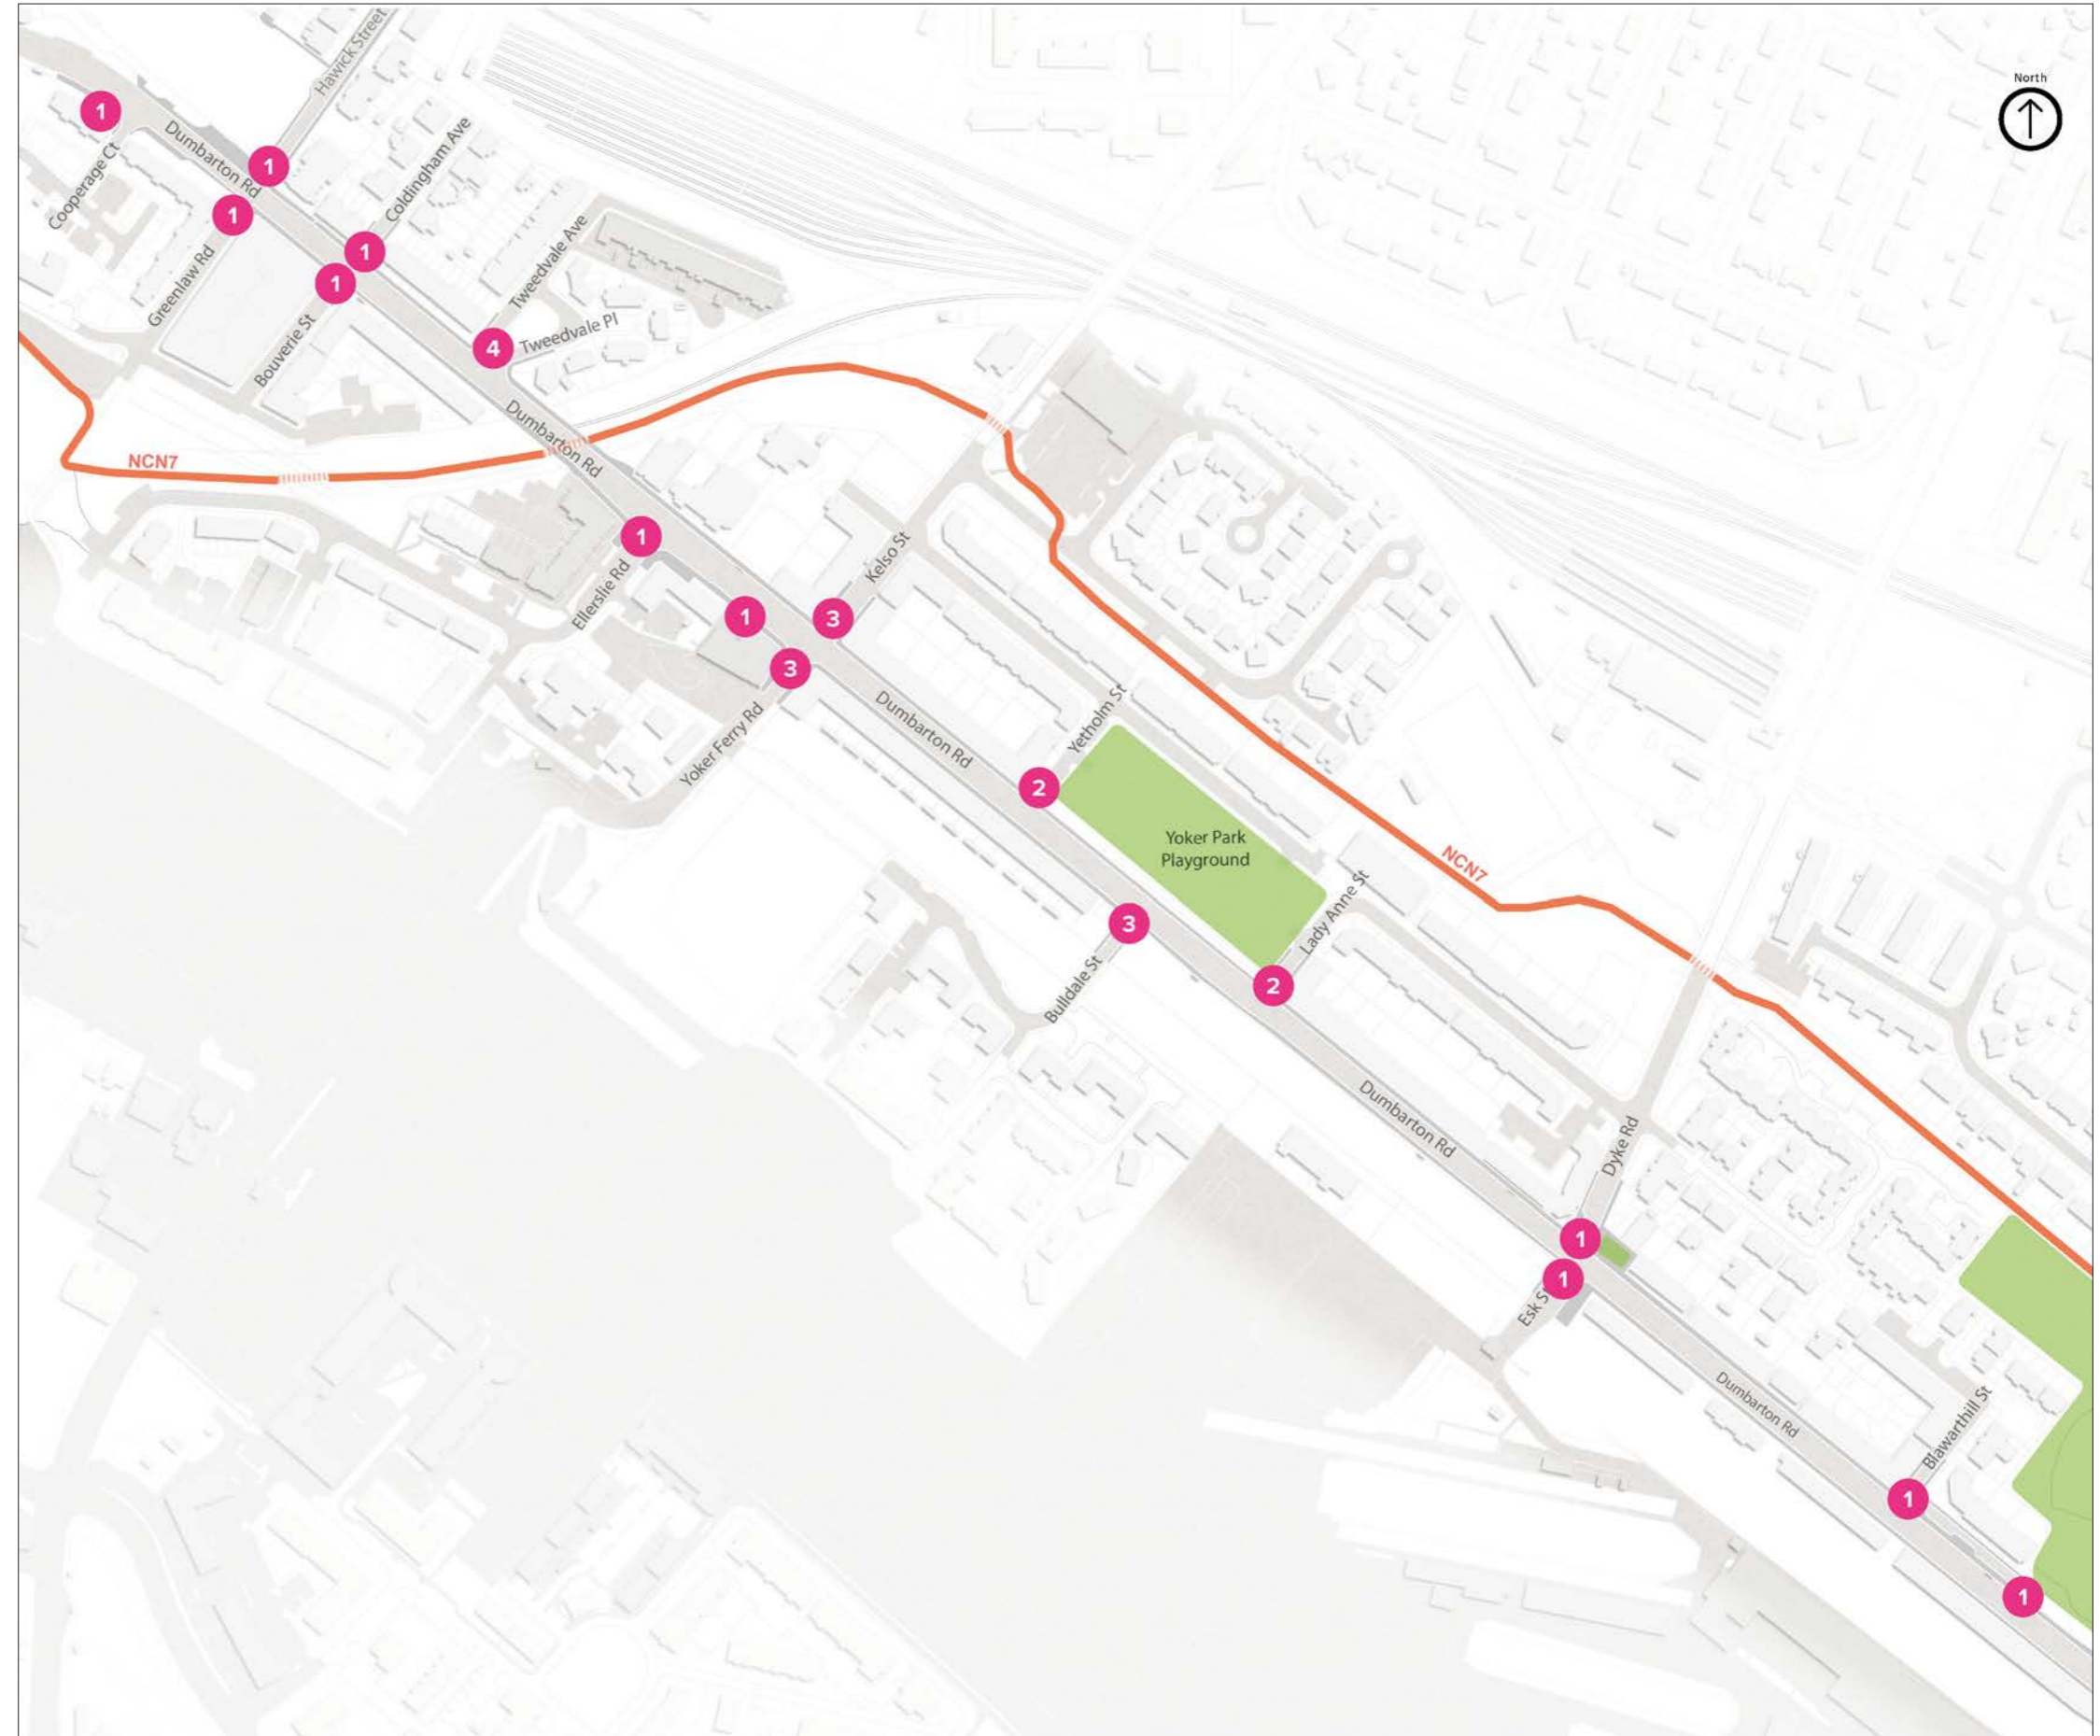 North
Hawick Street
1
Dumbarton Rd
Cooperage Ct
1
Coldingham Ave
1
Greenlaw Rd
1
1
Tweedvale Ave
Bouverie St
4
Tweedvale Pl
Dumbarton Rd
NCN7
1
Ellerslie Rd
Kelso St
1
3
3
Yoker Ferry Rd
Dumbarton Rd
Yetholm St
2
Yoker Park
Playground
NCN7
Lady Anne St
3
Bulldale St
2
Dumbarton Rd
Dyke Rd
1
1
Esk
Dumbarton Rd
Blawarthill St
1
1